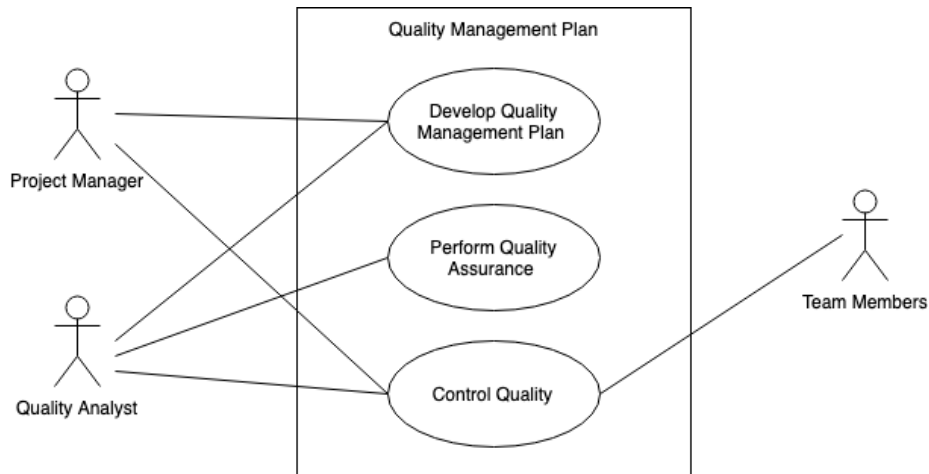 Quality Management Plan
Develop Quality
Management Plan
Project Manager
Perform Quality
Assurance
Team Members
Control Quality
Quality Analyst